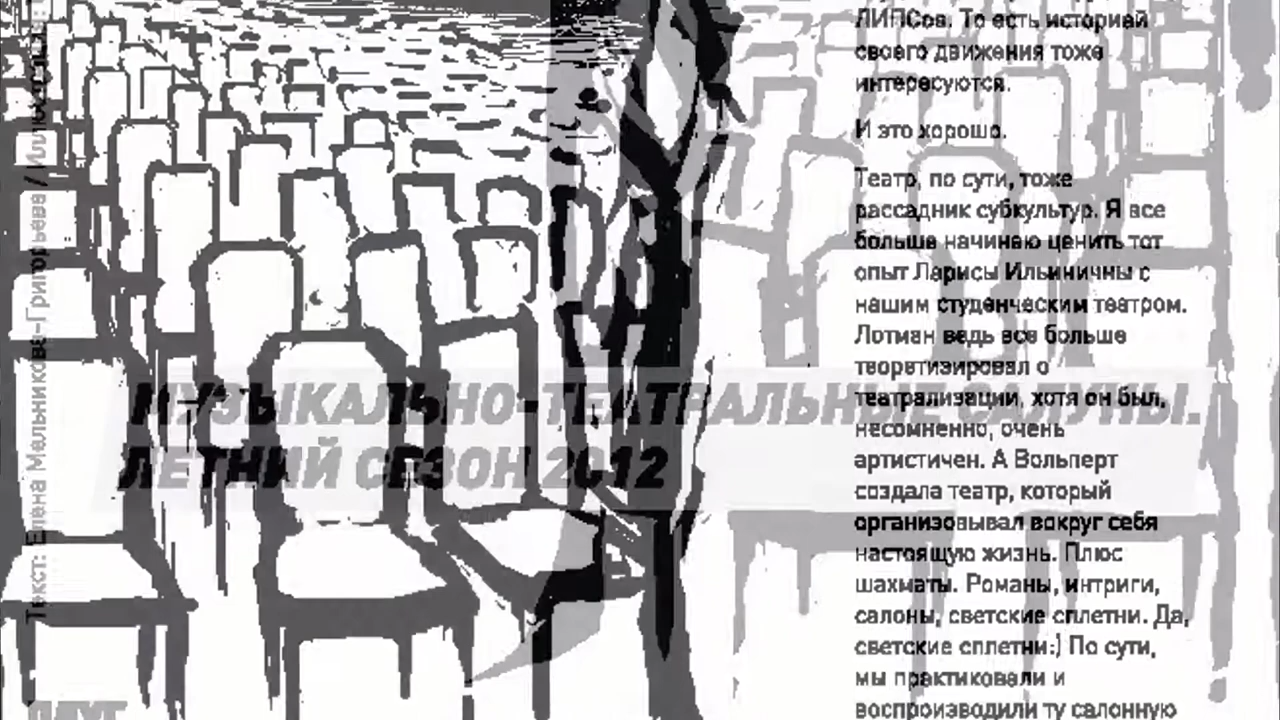 Текст: Елена Мельникова-Григорьева /
МУЗЫКАЛЬНО-ТЕАТРАЛЬНЫЕ САЛУНЫ.
ЛЕТНИЙ СЕЗОН 2012
ЛИПСов. То есть историей
своего движения тоже
интересуются.
И это хорошо.
Театр, по сути, тоже
рассадник субкультур. Я все
больше начинаю ценить тот
опыт Ларисы Ильиничны с
нашим студенческим театром.
Лотман ведь все больше
теоретизировал о
театрализации, хотя он был,
несомненно, очень
артистичен. А Вольперт
создала театр, который
организовывал вокруг себя
настоящую жизнь. Плюс
шахматы. Романы, интриги,
салоны, светские сплетни. Да,
светские сплетни:) По сути,
мы практиковали и
воспроизводили ту салонную